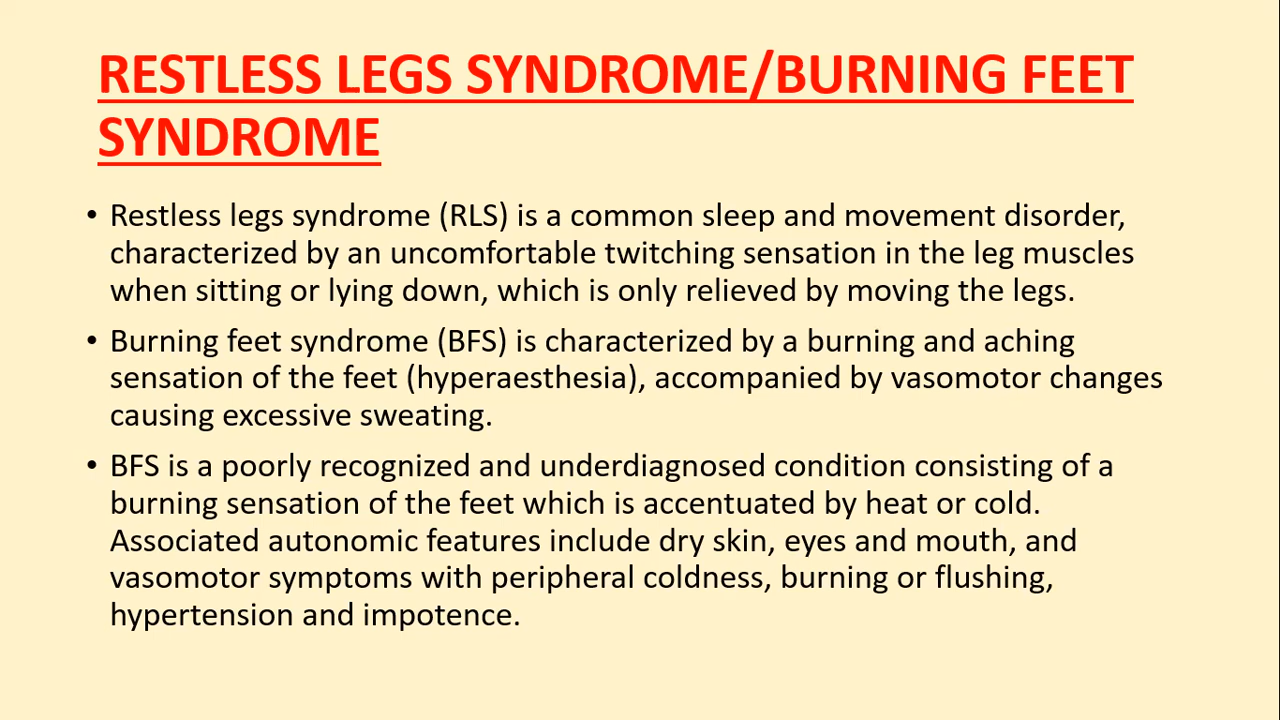 RESTLESS LEGS SYNDROME/BURNING FEET
SYNDROME
• Restless legs syndrome (RLS) is a common sleep and movement disorder,
characterized by an uncomfortable twitching sensation in the leg muscles
when sitting or lying down, which is only relieved by moving the legs.
• Burning feet syndrome (BFS) is characterized by a burning and aching
sensation of the feet (hyperaesthesia), accompanied by vasomotor changes
causing excessive sweating.
• BFS is a poorly recognized and underdiagnosed condition consisting of a
burning sensation of the feet which is accentuated by heat or cold.
Associated autonomic features include dry skin, eyes and mouth, and
vasomotor symptoms with peripheral coldness, burning or flushing,
hypertension and impotence.